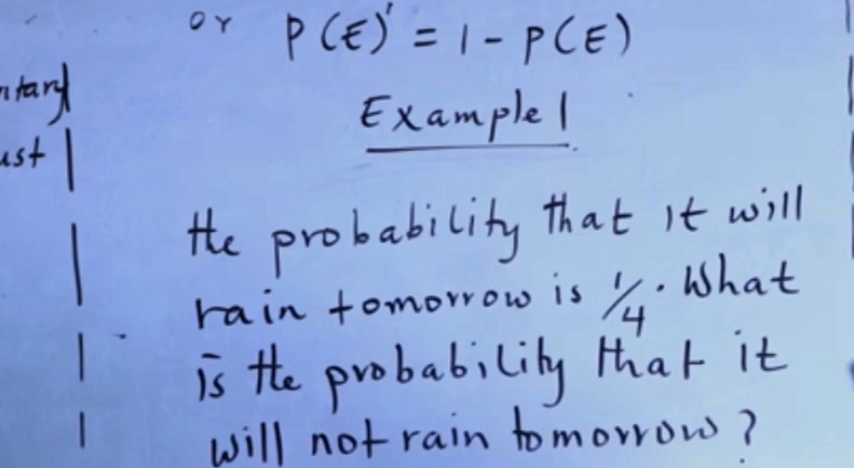 or P(E)' = 1 - P(E)
Example 1
the probability that it will
rain tomorrow is 1/4. What
is the probability that it
will not rain tomorrow?